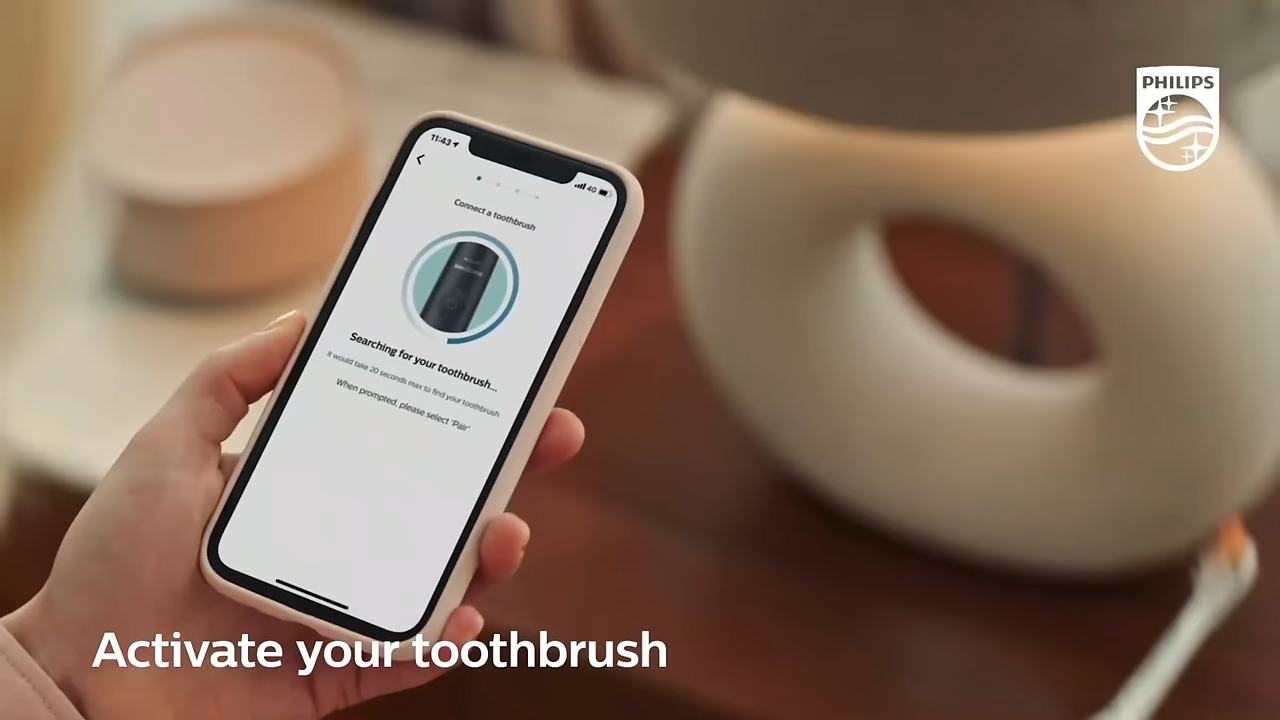 PHILIPS
11:43
4G
Connect a toothbrush
Searching for your toothbrush...
It would take 20 seconds max to find your toothbrush.
When prompted, please select 'Pair'
Activate your toothbrush